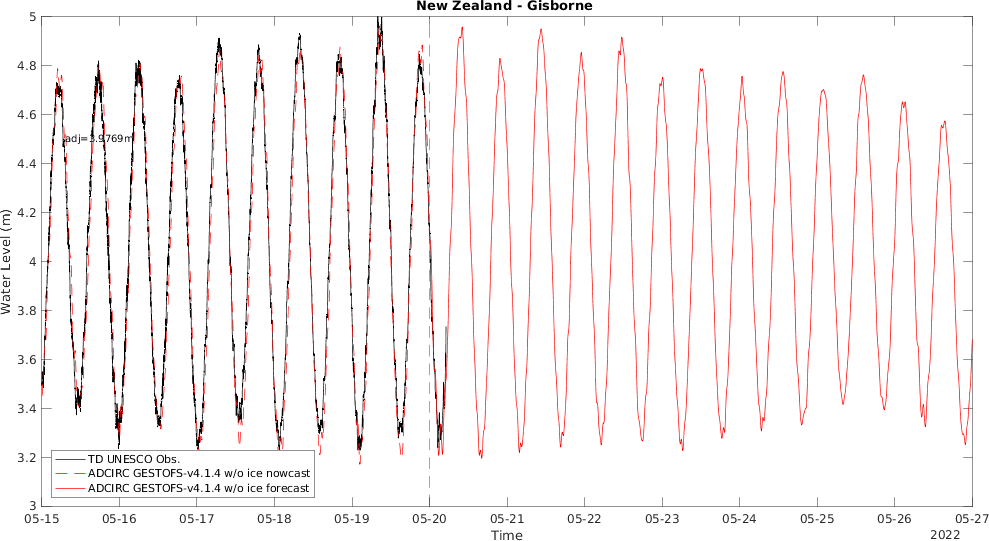 New Zealand - Gisborne
Water Level (m)
5
4.8
4.6
4.4
4.2
4
3.8
3.6
3.4
3.2
3
adj=3.9769m
TD UNESCO Obs.
ADCIRC GESTOFS-v4.1.4 w/o ice nowcast
ADCIRC GESTOFS-v4.1.4 w/o ice forecast
05-15 05-16 05-17 05-18 05-19 05-20 05-21 05-22 05-23 05-24 05-25 05-26 05-27
Time
2022